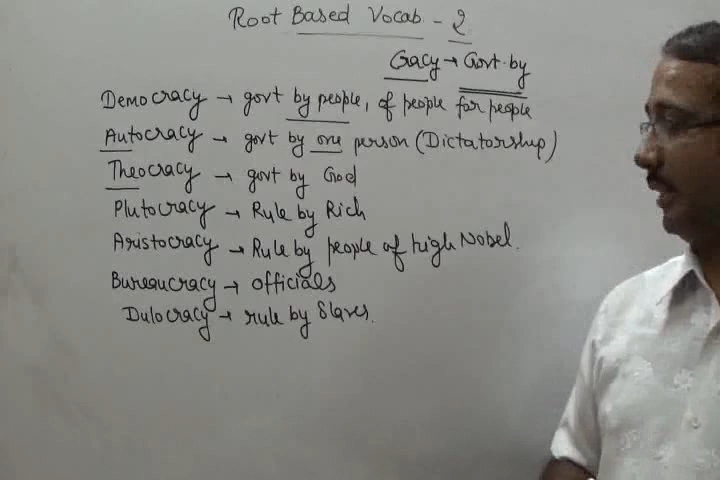 Root Based Vocab - 2
Cracy → Govt. by
Democracy → govt by people, of people for people
Autocracy → govt by one person (Dictatorship)
Theocracy → govt by God
Plutocracy → Rule by Rich
Aristocracy → Rule by people of high Nobel.
Bureaucracy → officials
Dulocracy → rule by Slaves.